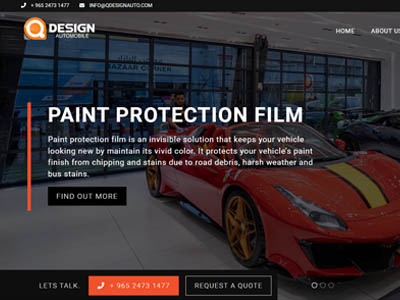 + 965 2473 1477 INFO@QDESIGNAUTO.COM
Q DESIGN
AUTOMOBILE
HOME ABOUT US
BAZAAR CORNER
PAINT PROTECTION FILM
Paint protection film is an invisible solution that keeps your vehicle
looking new by maintain its vivid color. It protects your vehicle's paint
finish from chipping and stains due to road debris, harsh weather and
bus stains.
FIND OUT MORE
LETS TALK. + 965 2473 1477 REQUEST A QUOTE